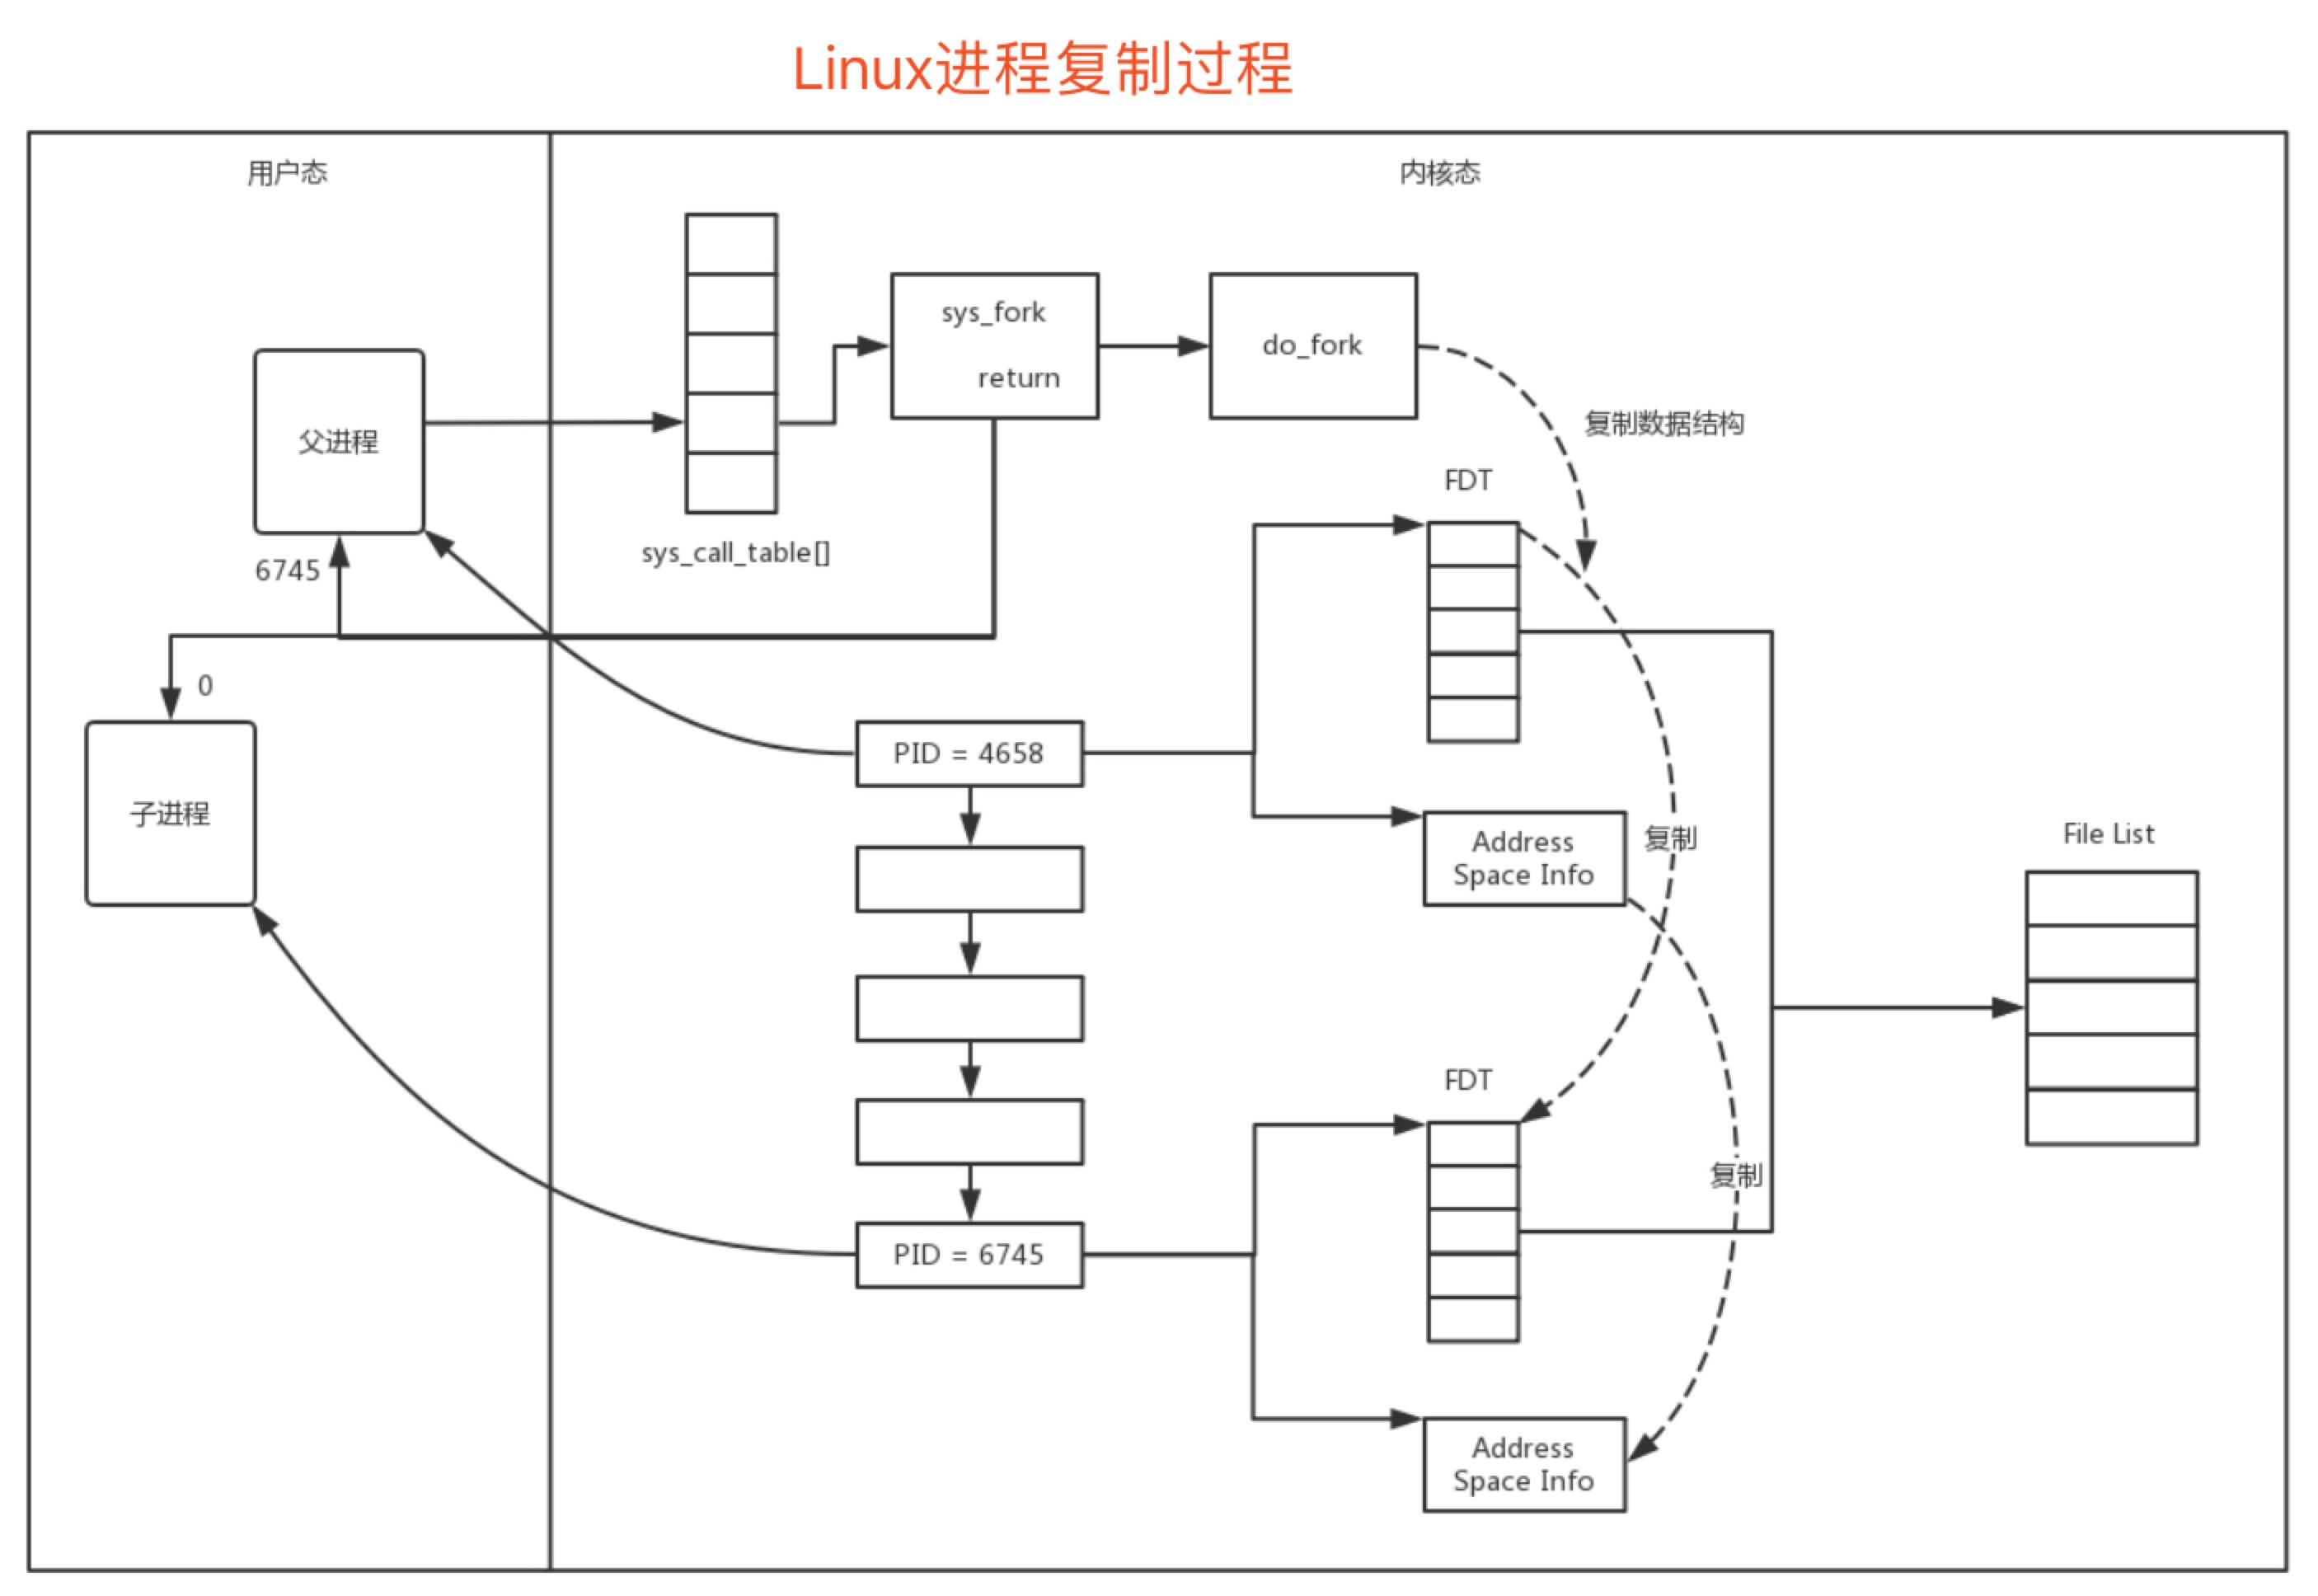 Linux进程复制过程
用户态
内核态
sys_fork
return
do_fork
复制数据结构
父进程
FDT
sys_call_table[]
6745
0
PID = 4658
子进程
Address
Space Info
复制
File List
FDT
复制
PID = 6745
Address
Space Info